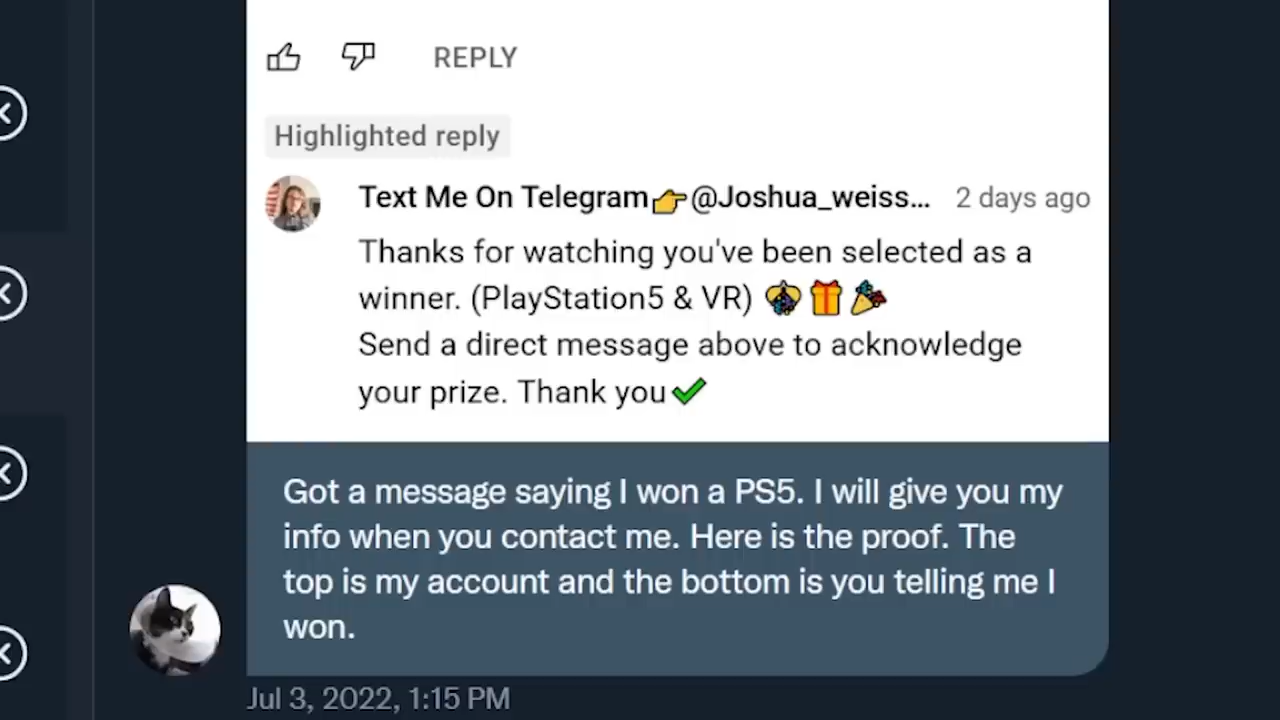 REPLY
Highlighted reply
Text Me On Telegram👉@Joshua_weiss... 2 days ago
Thanks for watching you've been selected as a
winner. (PlayStation5 & VR) 🎁🎉
Send a direct message above to acknowledge
your prize. Thank you✔
Got a message saying I won a PS5. I will give you my
info when you contact me. Here is the proof. The
top is my account and the bottom is you telling me I
won.
Jul 3, 2022, 1:15 PM